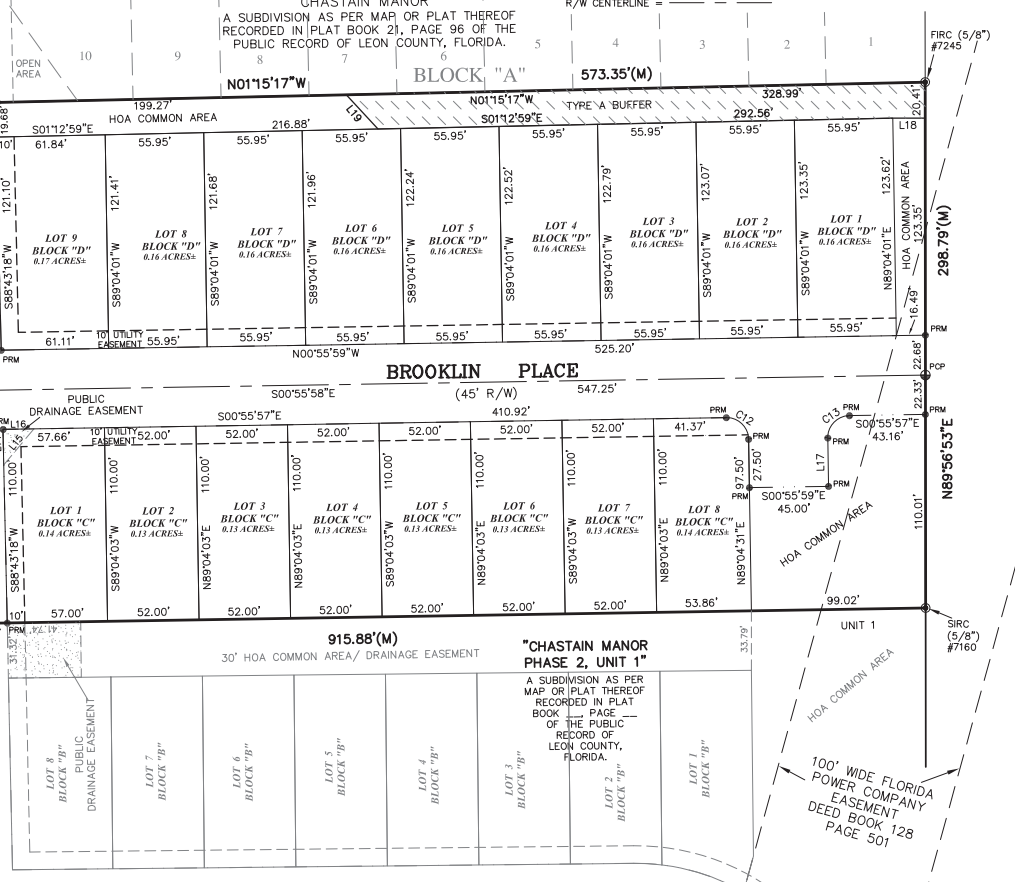 CHASTAIN MANOR
A SUBDIVISION AS PER MAP OR PLAT THEREOF
RECORDED IN PLAT BOOK 21, PAGE 96 OF THE
PUBLIC RECORD OF LEON COUNTY, FLORIDA.
R/W CENTERLINE =
FIRC (5/8")
#7245
OPEN
AREA
10
9
8
7
6
5
4
3
2
1
BLOCK "A"
N01°15'17"W
573.35'(M)
199.27'
HOA COMMON AREA
L19
N01°15'17"W
TYPE A BUFFER
328.99'
20.41'
19.68'
S01°12'59"E
216.88'
S01°12'59"E
292.56'
L18
10'
61.84'
55.95'
55.95'
55.95'
55.95'
55.95'
55.95'
55.95'
55.95'
121.10'
121.41'
121.68'
121.96'
122.24'
122.52'
122.79'
123.07'
123.35'
123.62'
HOA COMMON AREA
123.35'
298.79'(M)
LOT 9
BLOCK "D"
0.17 ACRES±
LOT 8
BLOCK "D"
0.16 ACRES±
LOT 7
BLOCK "D"
0.16 ACRES±
LOT 6
BLOCK "D"
0.16 ACRES±
LOT 5
BLOCK "D"
0.16 ACRES±
LOT 4
BLOCK "D"
0.16 ACRES±
LOT 3
BLOCK "D"
0.16 ACRES±
LOT 2
BLOCK "D"
0.16 ACRES±
LOT 1
BLOCK "D"
0.16 ACRES±
S88°43'18"W
S89°04'01"W
S89°04'01"W
S89°04'01"W
S89°04'01"W
S89°04'01"W
S89°04'01"W
S89°04'01"W
S89°04'01"W
N89°04'01"E
16.49'
10' UTILITY
EASEMENT
61.11'
55.95'
55.95'
55.95'
55.95'
55.95'
55.95'
55.95'
55.95'
PRM
PRM
N00°55'59"W
525.20'
22.68'
BROOKLIN PLACE
PCP
S00°55'58"E
(45' R/W)
547.25'
22.33'
PUBLIC
DRAINAGE EASEMENT
S00°55'57"E
410.92'
PRM
C12
C13
PRM
PRM
S00°55'57"E
43.16'
L16
L15
57.66'
10' UTILITY
EASEMENT
52.00'
52.00'
52.00'
52.00'
52.00'
52.00'
41.37'
PRM
PRM
110.00'
110.00'
110.00'
110.00'
110.00'
110.00'
110.00'
110.00'
97.50'
27.50'
L17
PRM
PRM
S00°55'59"E
45.00'
N89°56'53"E
110.01'
LOT 1
BLOCK "C"
0.14 ACRES±
LOT 2
BLOCK "C"
0.13 ACRES±
LOT 3
BLOCK "C"
0.13 ACRES±
LOT 4
BLOCK "C"
0.13 ACRES±
LOT 5
BLOCK "C"
0.13 ACRES±
LOT 6
BLOCK "C"
0.13 ACRES±
LOT 7
BLOCK "C"
0.13 ACRES±
LOT 8
BLOCK "C"
0.14 ACRES±
HOA COMMON AREA
S88°43'18"W
S89°04'03"W
N89°04'03"E
N89°04'03"E
S89°04'03"W
N89°04'03"E
S89°04'03"W
N89°04'03"E
N89°04'31"E
10'
57.00'
52.00'
52.00'
52.00'
52.00'
52.00'
52.00'
53.86'
99.02'
PRM
41.74'
31.32'
915.88'(M)
30' HOA COMMON AREA/ DRAINAGE EASEMENT
33.79'
UNIT 1
SIRC
(5/8")
#7160
"CHASTAIN MANOR
PHASE 2, UNIT 1"
A SUBDIVISION AS PER
MAP OR PLAT THEREOF
RECORDED IN PLAT
BOOK __, PAGE __
OF THE PUBLIC
RECORD OF
LEON COUNTY,
FLORIDA.
HOA COMMON AREA
PUBLIC
DRAINAGE EASEMENT
LOT 8
BLOCK "B"
LOT 7
BLOCK "B"
LOT 6
BLOCK "B"
LOT 5
BLOCK "B"
LOT 4
BLOCK "B"
LOT 3
BLOCK "B"
LOT 2
BLOCK "B"
LOT 1
BLOCK "B"
100' WIDE FLORIDA
POWER COMPANY
EASEMENT
DEED BOOK 128
PAGE 501